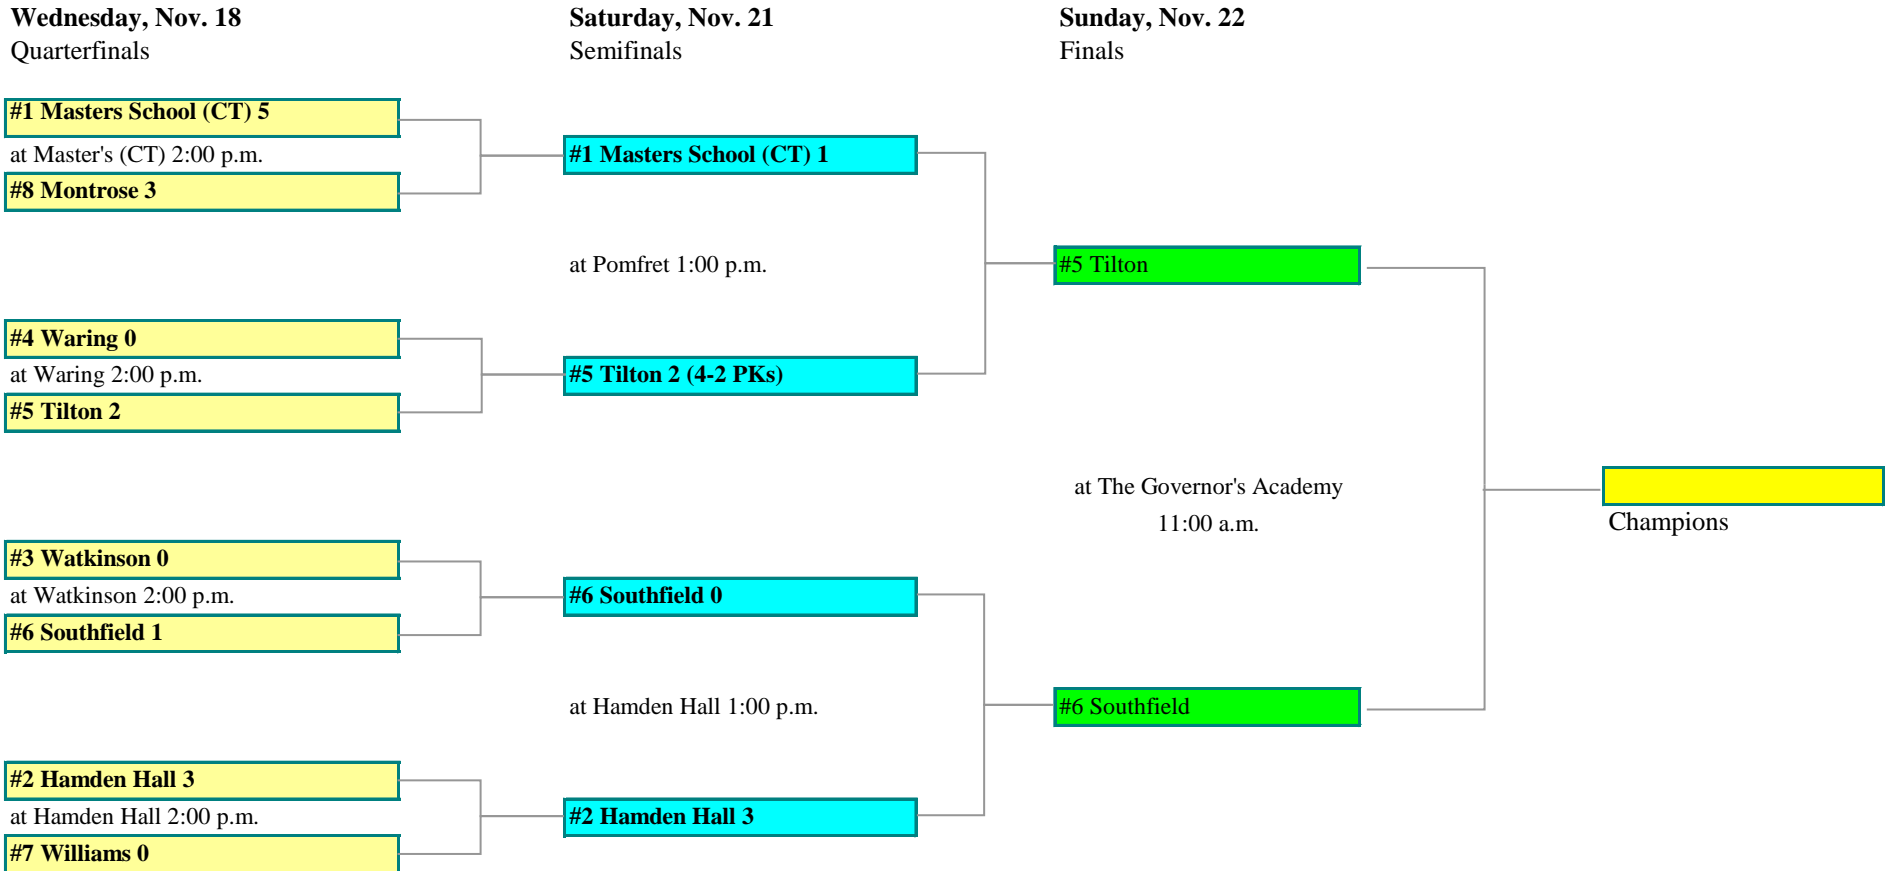 Wednesday, Nov. 18
Quarterfinals
Saturday, Nov. 21
Semifinals
Sunday, Nov. 22
Finals
#1 Masters School (CT) 5
at Master's (CT) 2:00 p.m.
#8 Montrose 3
#4 Waring 0
at Waring 2:00 p.m.
#5 Tilton 2
#3 Watkinson 0
at Watkinson 2:00 p.m.
#6 Southfield 1
#2 Hamden Hall 3
at Hamden Hall 2:00 p.m.
#7 Williams 0
#1 Masters School (CT) 1
at Pomfret 1:00 p.m.
#5 Tilton 2 (4-2 PKs)
#6 Southfield 0
at Hamden Hall 1:00 p.m.
#2 Hamden Hall 3
#5 Tilton
at The Governor's Academy
11:00 a.m.
#6 Southfield
Champions